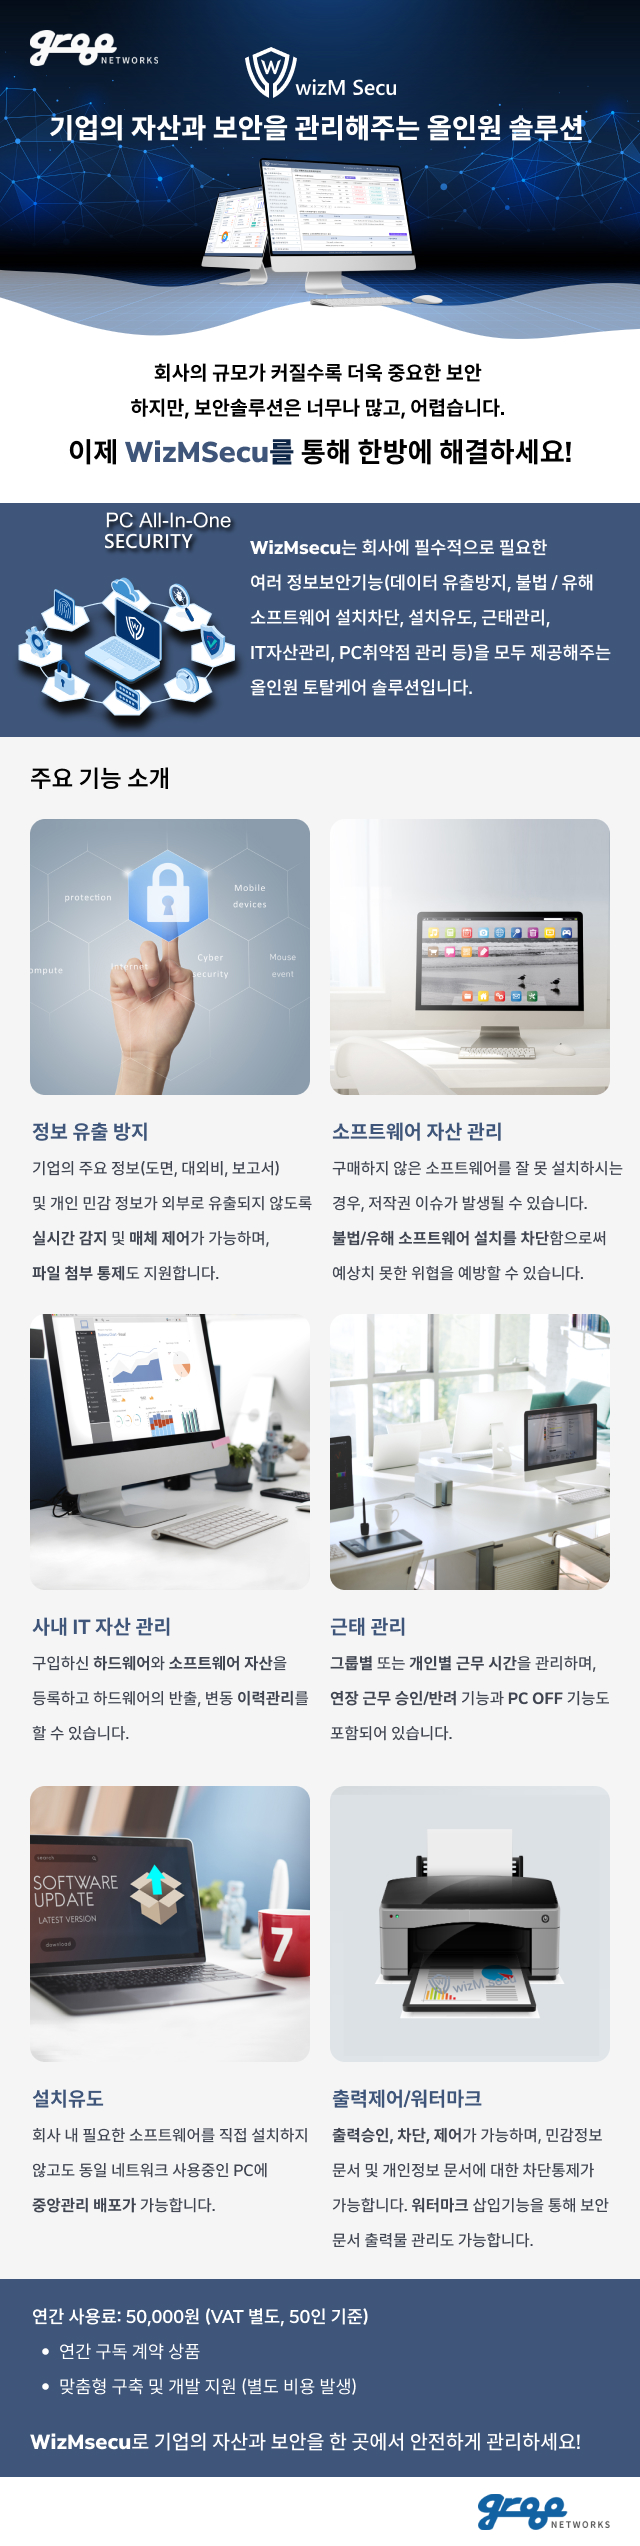 grop
NETWORKS
wizM Secu
기업의 자산과 보안을 관리해주는 올인원 솔루션
회사의 규모가 커질수록 더욱 중요한 보안
하지만, 보안솔루션은 너무나 많고, 어렵습니다.
이제 WizMSecu를 통해 한방에 해결하세요!
PC All-In-One
SECURITY
WizMsecu는 회사에 필수적으로 필요한
여러 정보보안기능(데이터 유출방지, 불법 / 유해
소프트웨어 설치차단, 설치유도, 근태관리,
IT자산관리, PC취약점 관리 등)을 모두 제공해주는
올인원 토탈케어 솔루션입니다.
주요 기능 소개
protection
Mobile
devices
ompute
Internet
Cyber
security
Mouse
event
정보 유출 방지
기업의 주요 정보(도면, 대외비, 보고서)
및 개인 민감 정보가 외부로 유출되지 않도록
실시간 감지 및 매체 제어가 가능하며,
파일 첨부 통제도 지원합니다.
소프트웨어 자산 관리
구매하지 않은 소프트웨어를 잘 못 설치하시는
경우, 저작권 이슈가 발생될 수 있습니다.
불법/유해 소프트웨어 설치를 차단함으로써
예상치 못한 위협을 예방할 수 있습니다.
사내 IT 자산 관리
구입하신 하드웨어와 소프트웨어 자산을
등록하고 하드웨어의 반출, 변동 이력관리를
할 수 있습니다.
근태 관리
그룹별 또는 개인별 근무 시간을 관리하며,
연장 근무 승인/반려 기능과 PC OFF 기능도
포함되어 있습니다.
search
SOFTWARE
UPDATE
LATEST VERSION
download
7
wizM Secu
설치유도
회사 내 필요한 소프트웨어를 직접 설치하지
않고도 동일 네트워크 사용중인 PC에
중앙관리 배포가 가능합니다.
출력제어/워터마크
출력승인, 차단, 제어가 가능하며, 민감정보
문서 및 개인정보 문서에 대한 차단통제가
가능합니다. 워터마크 삽입기능을 통해 보안
문서 출력물 관리도 가능합니다.
연간 사용료: 50,000원 (VAT 별도, 50인 기준)
• 연간 구독 계약 상품
• 맞춤형 구축 및 개발 지원 (별도 비용 발생)
WizMsecu로 기업의 자산과 보안을 한 곳에서 안전하게 관리하세요!
grop
NETWORKS